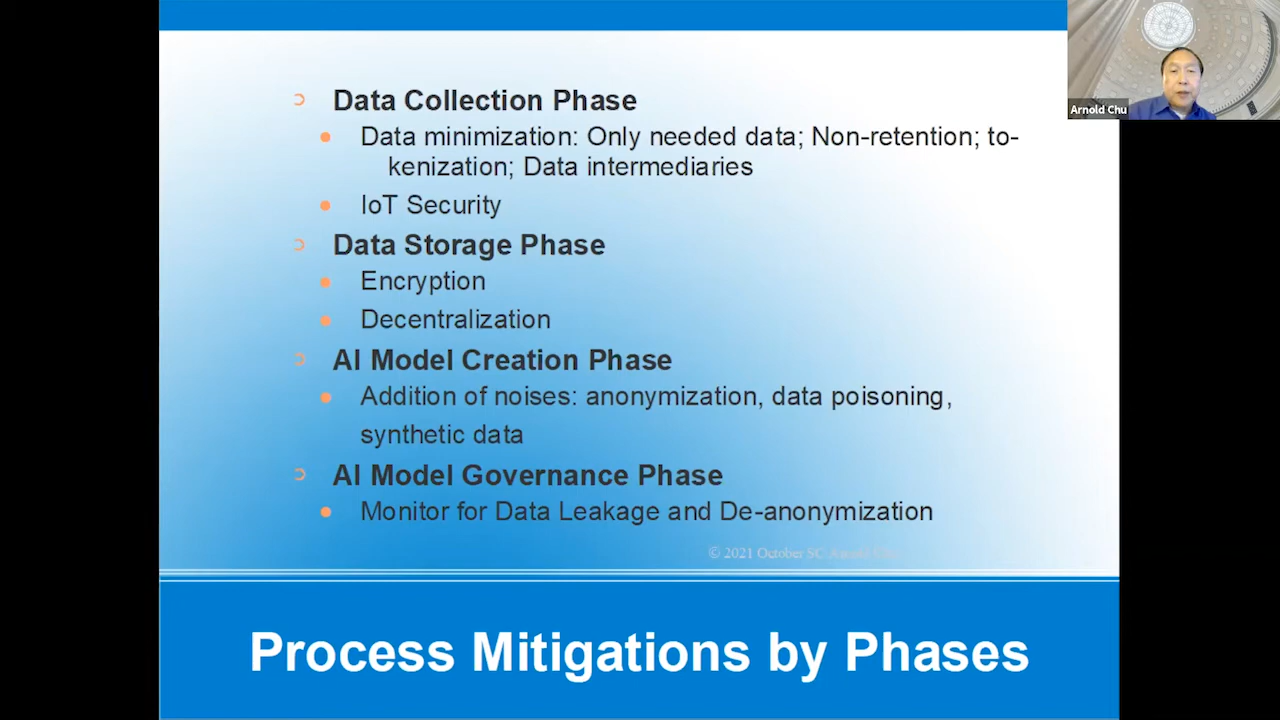 Data Collection Phase
Data minimization: Only needed data; Non-retention; to-
kenization; Data intermediaries
IoT Security
Data Storage Phase
Encryption
Decentralization
AI Model Creation Phase
Addition of noises: anonymization, data poisoning,
synthetic data
AI Model Governance Phase
Monitor for Data Leakage and De-anonymization
© 2021 October SC Arnold
Process Mitigations by Phases
Arnold Chu